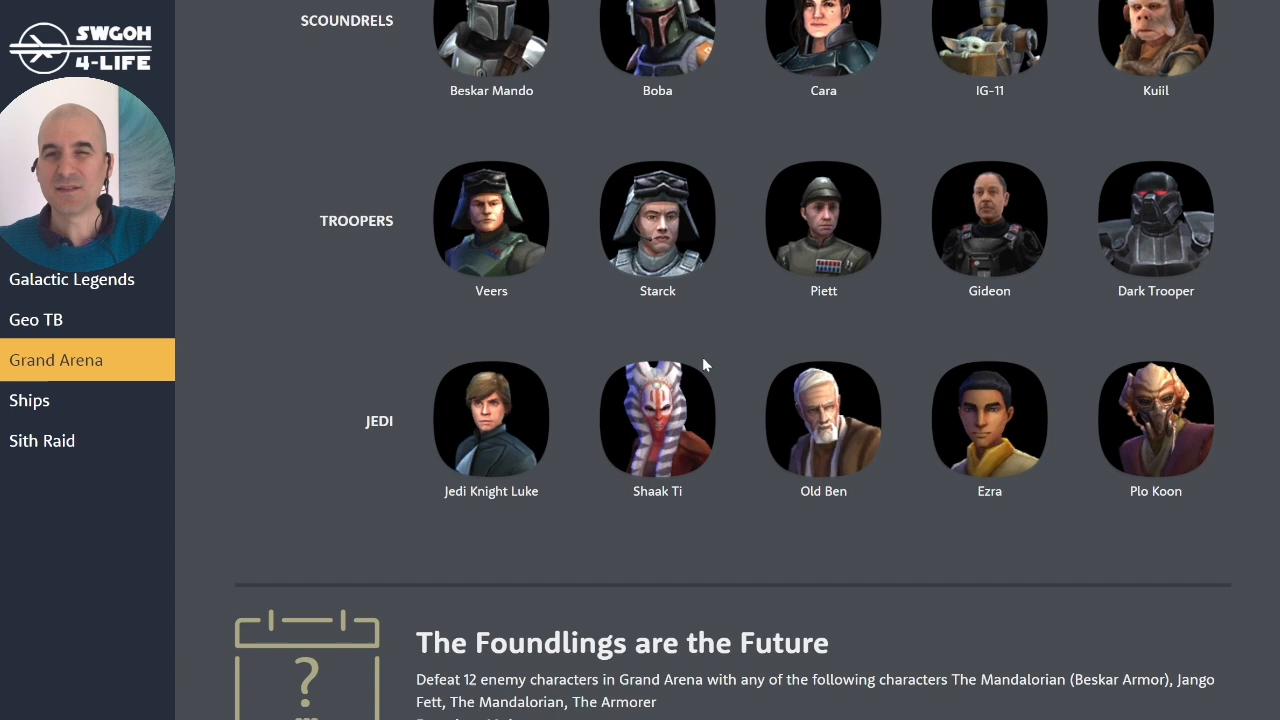 SWGOH
4-LIFE
Galactic Legends
Geo TB
Grand Arena
Ships
Sith Raid
SCOUNDRELS
Beskar Mando
Boba
Cara
IG-11
Kuiil
TROOPERS
Veers
Starck
Piett
Gideon
Dark Trooper
JEDI
Jedi Knight Luke
Shaak Ti
Old Ben
Ezra
Plo Koon
?
The Foundlings are the Future
Defeat 12 enemy characters in Grand Arena with any of the following characters The Mandalorian (Beskar Armor), Jango
Fett, The Mandalorian, The Armorer